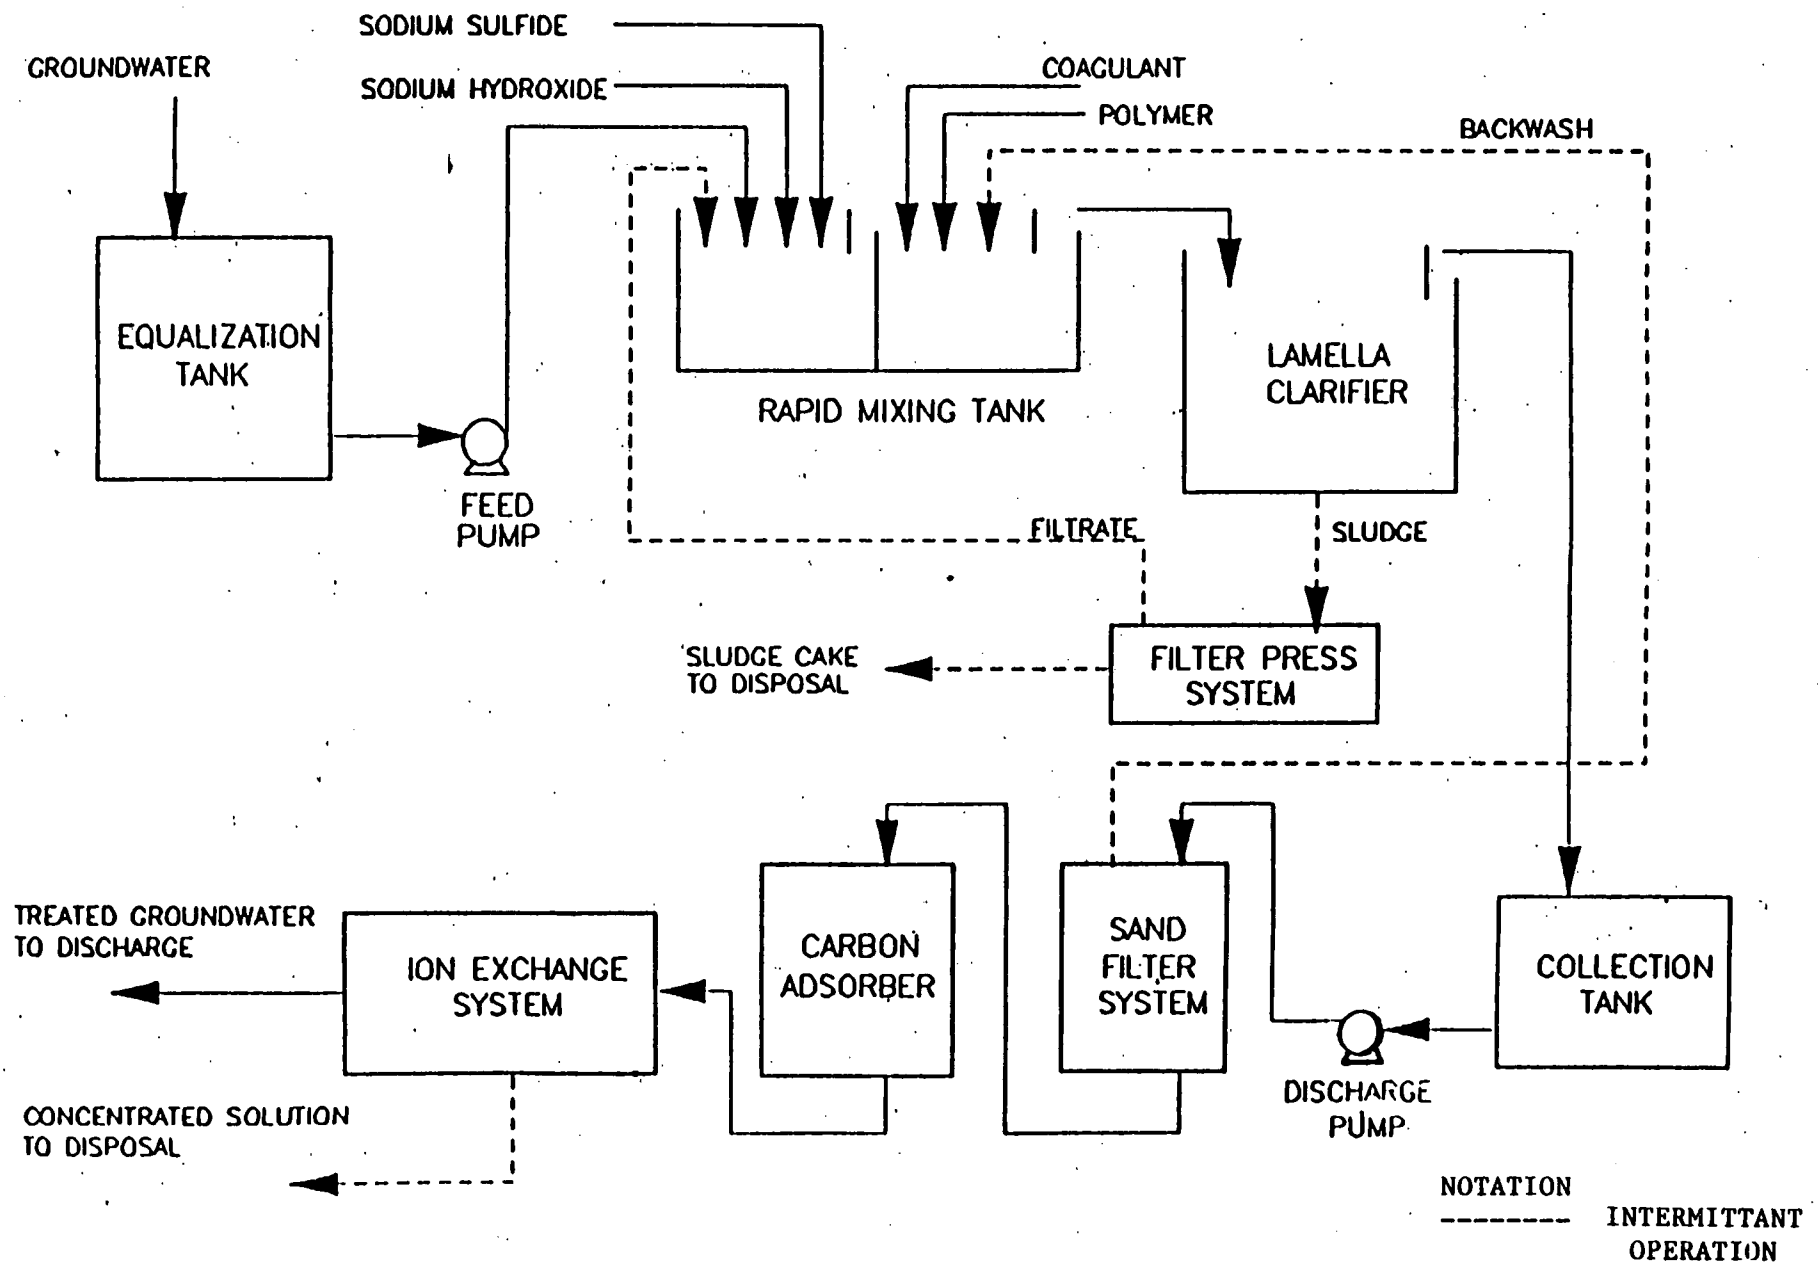 SODIUM SULFIDE
GROUNDWATER
SODIUM HYDROXIDE
COAGULANT
POLYMER
BACKWASH
EQUALIZATION
TANK
LAMELLA
CLARIFIER
RAPID MIXING TANK
FEED
PUMP
FILTRATE
SLUDGE
SLUDGE CAKE
TO DISPOSAL
FILTER PRESS
SYSTEM
TREATED GROUNDWATER
TO DISCHARGE
ION EXCHANGE
SYSTEM
CARBON
ADSORBER
SAND
FILTER
SYSTEM
COLLECTION
TANK
DISCHARGE
PUMP
CONCENTRATED SOLUTION
TO DISPOSAL
NOTATION
INTERMITTANT
OPERATION